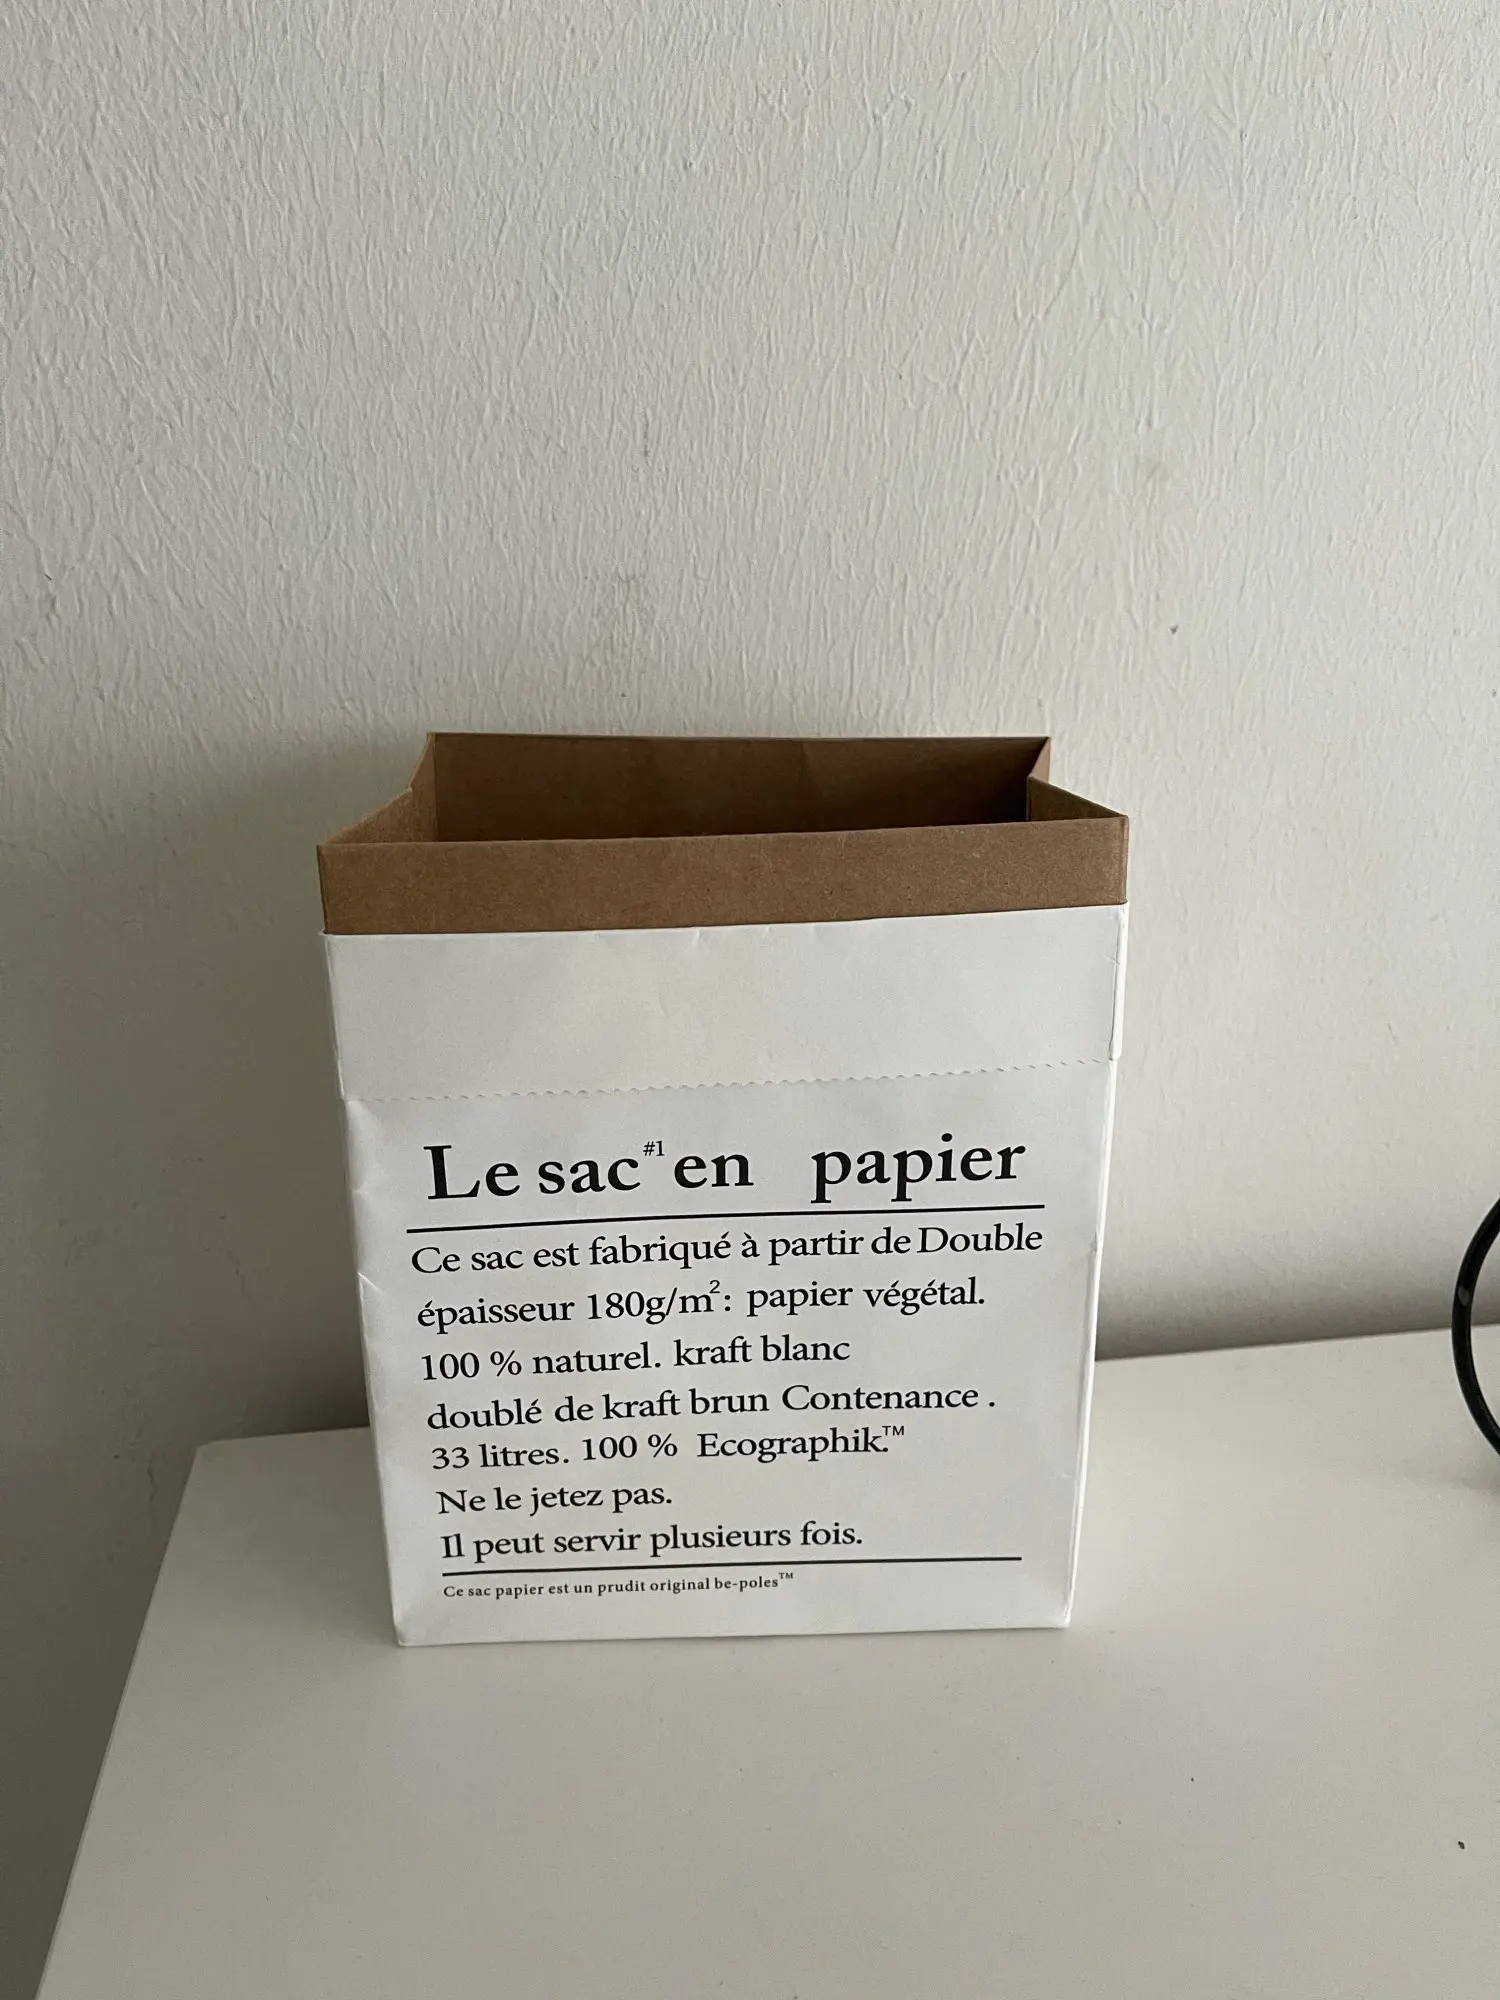 Le sac#1 en papier
Ce sac est fabriqué à partir de Double
épaisseur 180g/m²: papier végétal.
100 % naturel. kraft blanc
doublé de kraft brun Contenance .
33 litres. 100 % Ecographik.™
Ne le jetez pas.
Il peut servir plusieurs fois.
Ce sac papier est un prudit original be-poles™